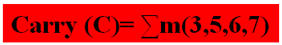 Carry (C)= ∑m(3,5,6,7)